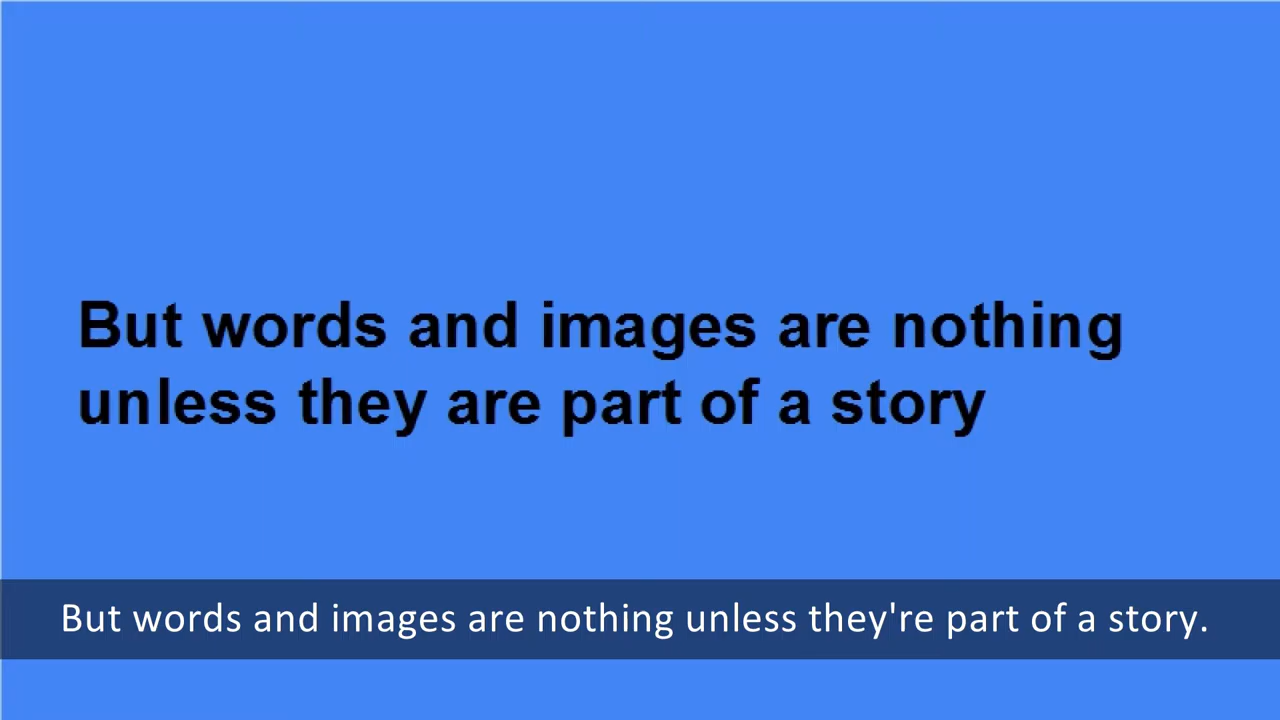 But words and images are nothing
unless they are part of a story
But words and images are nothing unless they're part of a story.